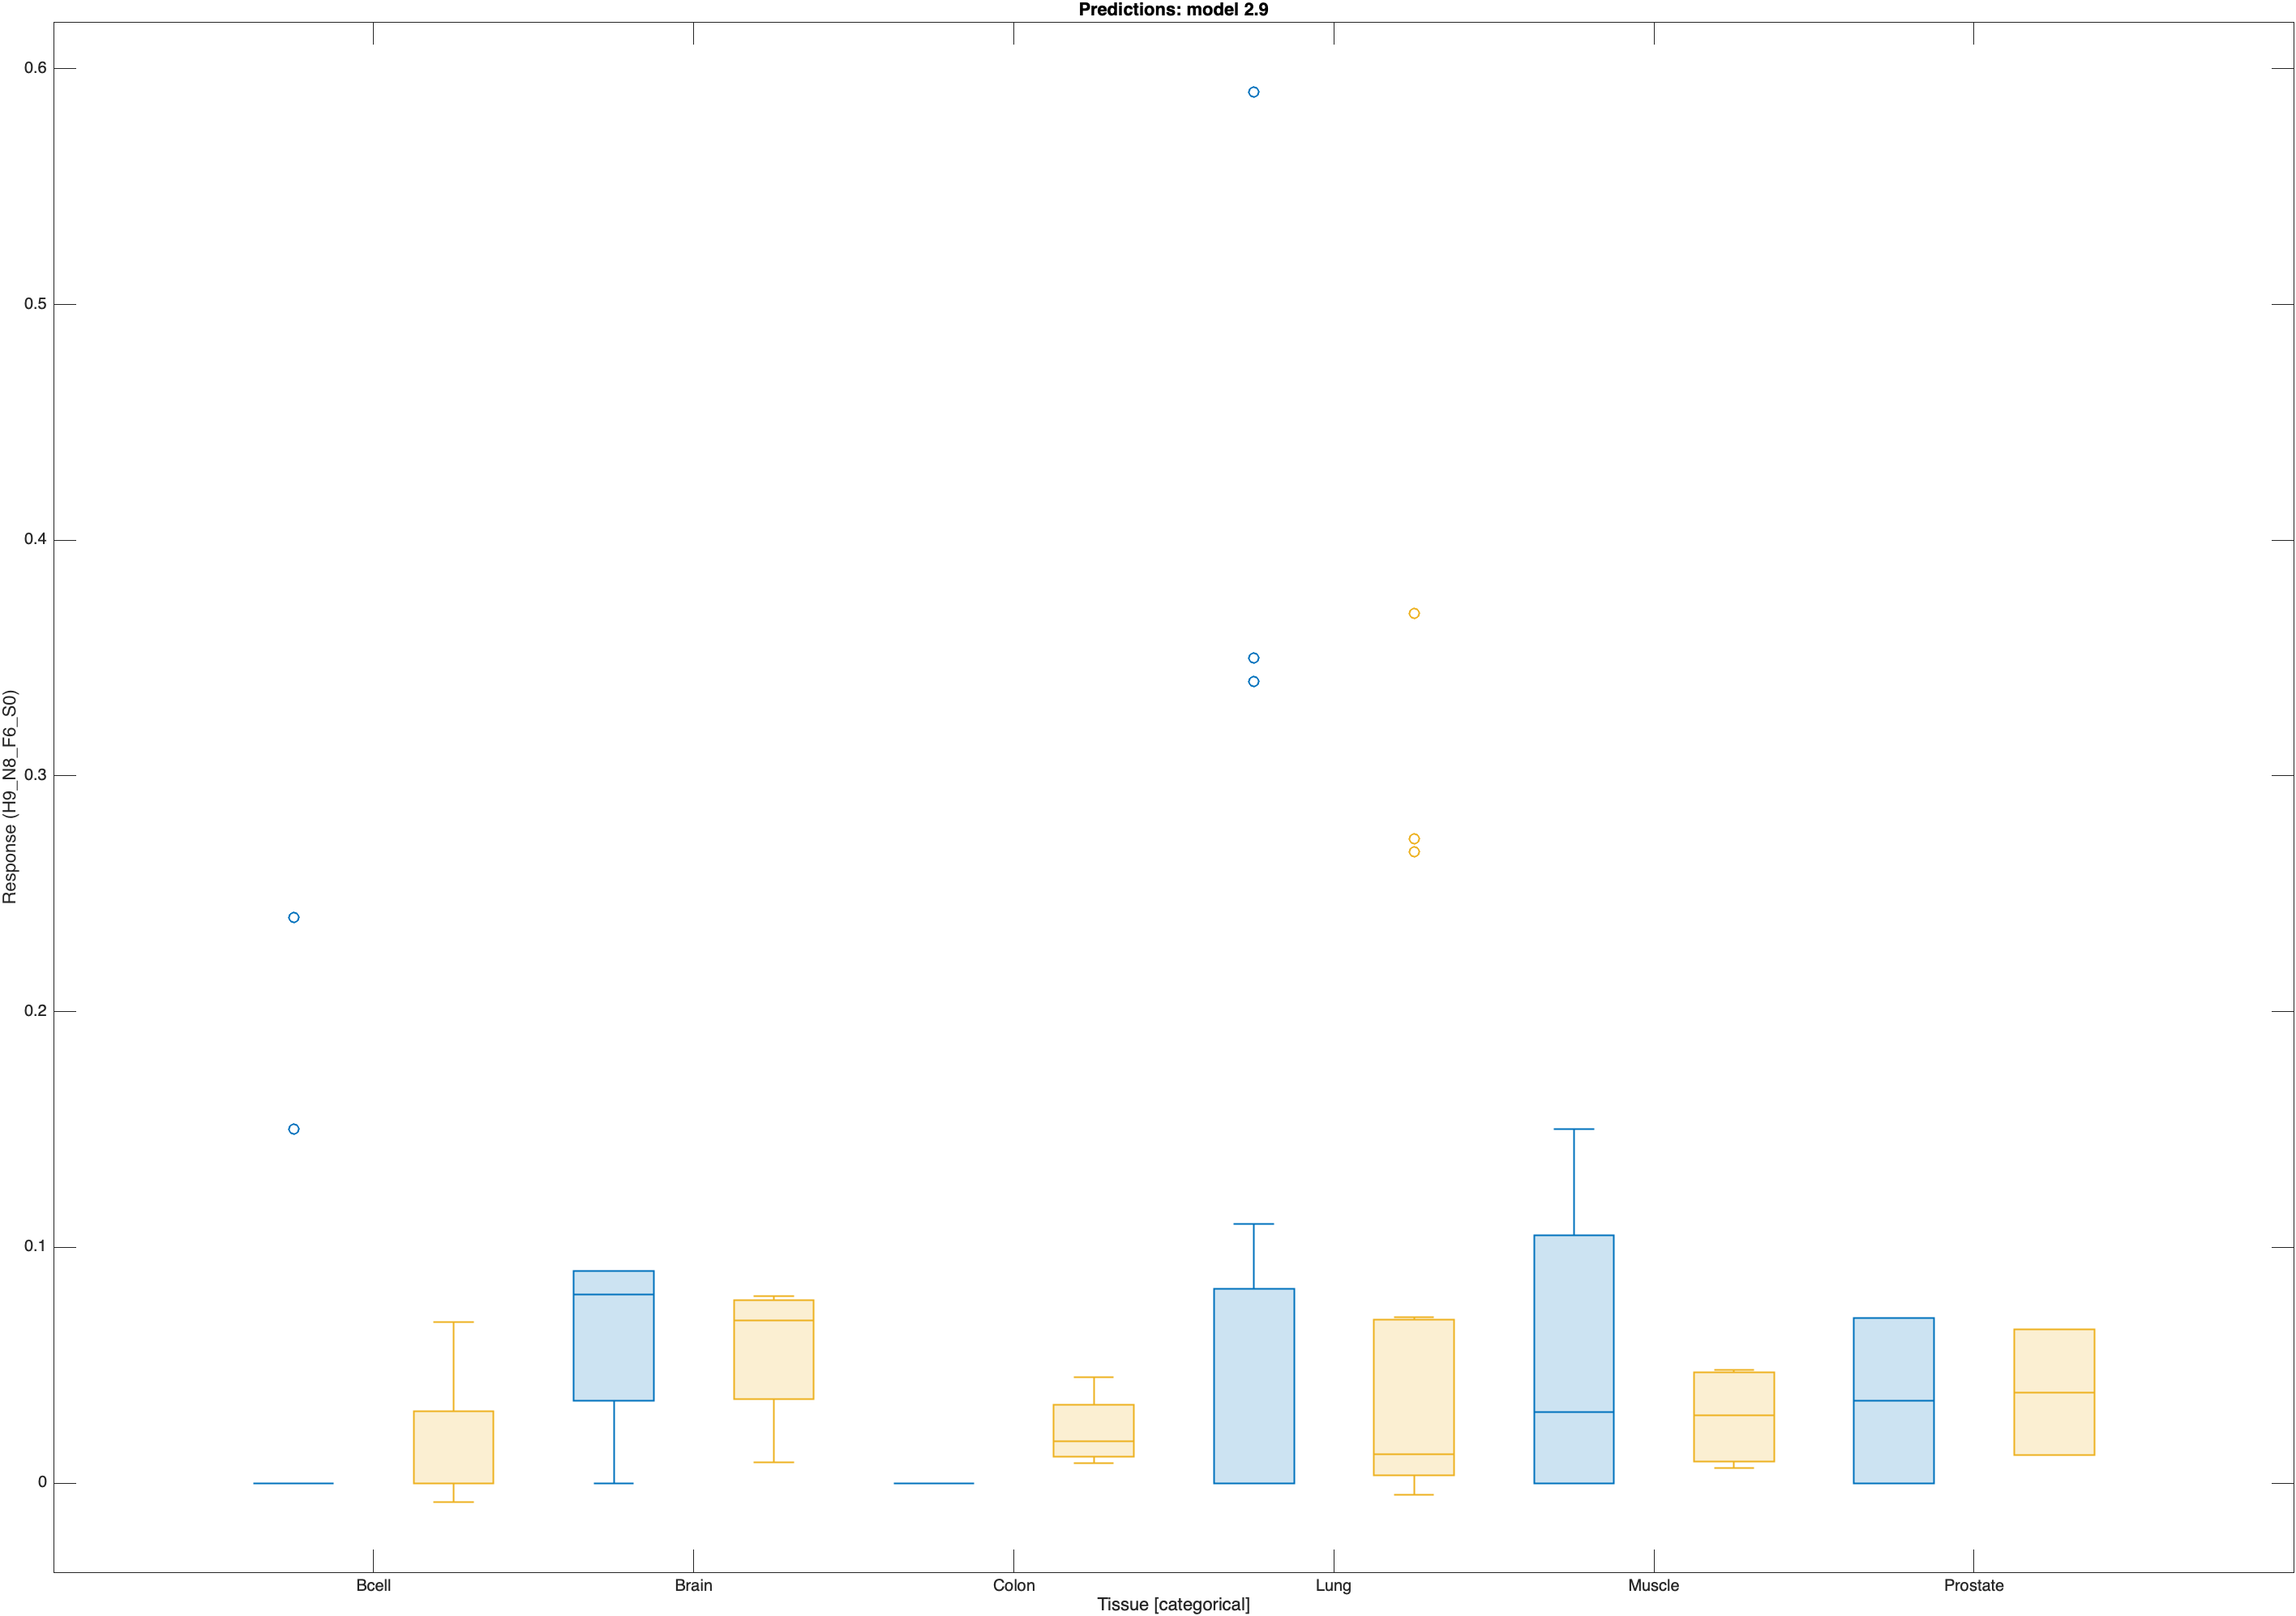 Predictions: model 2.9
Response (H9_N8_F6_S0)
0.6
0.5
0.4
0.3
0.2
0.1
0
Bcell Brain Colon Lung Muscle Prostate
Tissue [categorical]